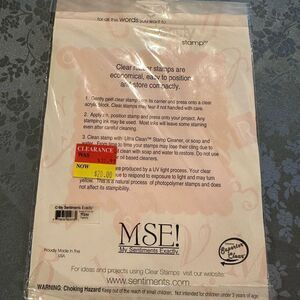 for all the words you want to
stamp!®
Clear rubber stamps are
economical, easy to position
and store compactly.
1. Gently peel clear stamp from its carrier and press onto a clear
acrylic block. Clear stamps may tear if not handled with care.
2. Apply ink, position stamp and press onto your project. Any
stamping ink may be used. Most inks will leave some staining
even after careful cleaning.
3. Clean stamp with Ultra Clean™ Stamp Cleaner, or soap and
From time to time your stamps may lose their cling due to
clean with soap and water to restore. Do not use
or oil based cleaners.
CLEARANCE
WAS
NOW
$20.00
produced by a UV light process. Your clear
to respond to exposure to light and may turn
yellow. This is a natural process of photopolymer stamps and does
not affect its stampability.
(C) My Sentiments Exactly!
MSE!
My Sentiments Exactly
Proudly Made in the
USA
Superior
Clear
For ideas and projects using Clear Stamps visit our website:
www.sentiments.com
WARNING: Choking Hazard Keep out of the reach of small children. Not intended for children under 3 years of age.